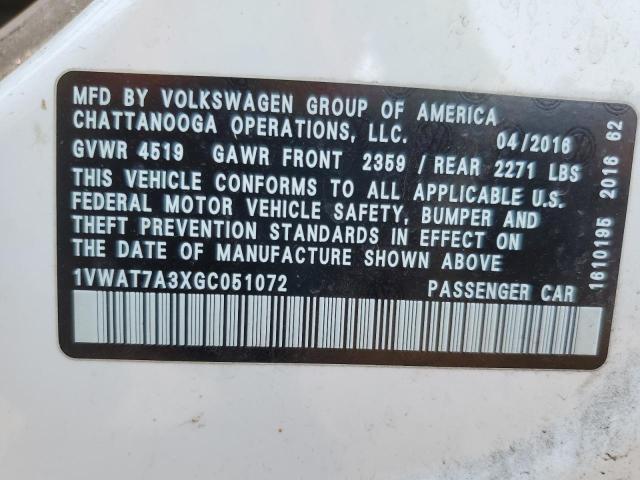 MFD BY VOLKSWAGEN GROUP OF AMERICA
CHATTANOOGA OPERATIONS, LLC. 04/2016
GVWR 4519 GAWR FRONT 2359 / REAR 2271 LBS
THIS VEHICLE CONFORMS TO ALL APPLICABLE U.S.
FEDERAL MOTOR VEHICLE SAFETY, BUMPER AND
THEFT PREVENTION STANDARDS IN EFFECT ON
THE DATE OF MANUFACTURE SHOWN ABOVE.
1VWAT7A3XGC051072 PASSENGER CAR
1610195 2016 62